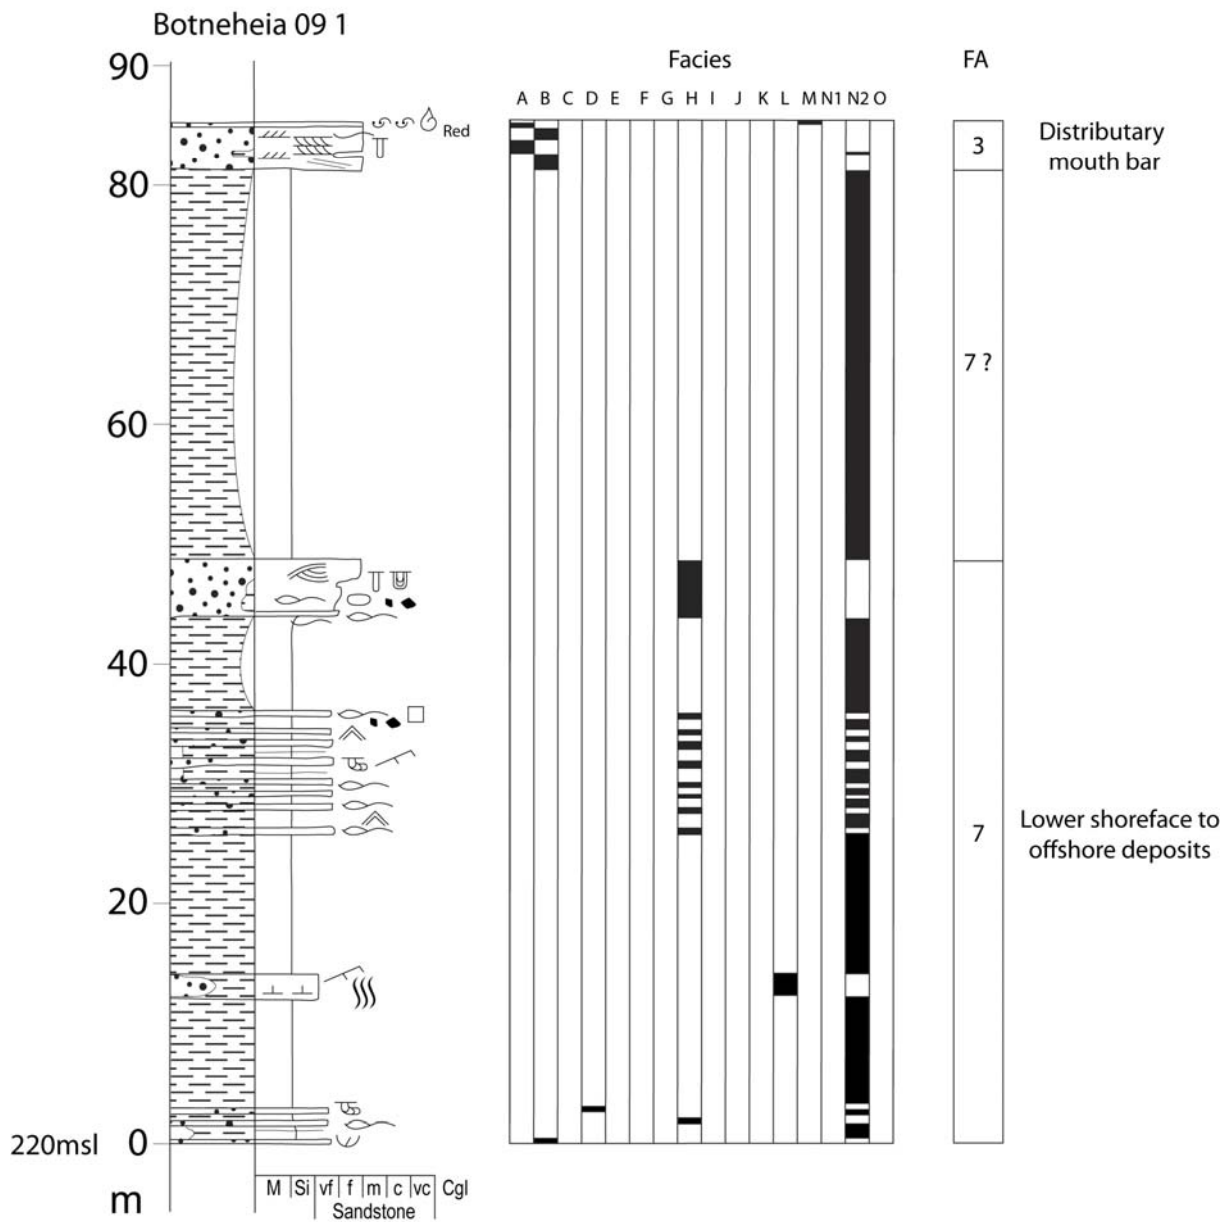 Botneheia 09 1
90
80
60
40
20
220msl 0
m
M Si vf f m c vc Cgl
Sandstone
Red
Facies
A B C D E F G H I J K L M N1 N2 O
FA
3
7 ?
7
Distributary
mouth bar
Lower shoreface to
offshore deposits